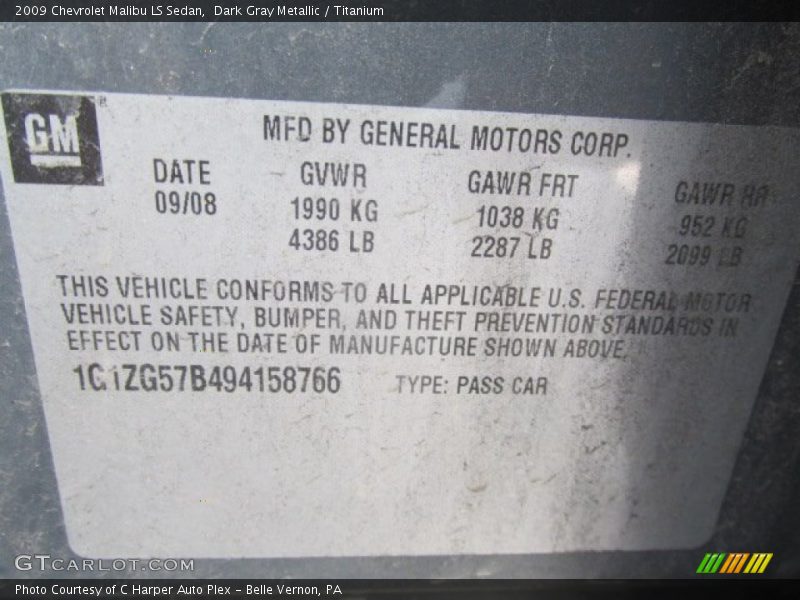 2009 Chevrolet Malibu LS Sedan,  Dark Gray Metallic / Titanium
GM
MFD BY GENERAL MOTORS CORP.
DATE GVWR GAWR FRT GAWR RR
09/08 1990 KG 1038 KG 952 KG
4386 LB 2287 LB 2099 LB
THIS VEHICLE CONFORMS TO ALL APPLICABLE U.S. FEDERAL MOTOR
VEHICLE SAFETY, BUMPER, AND THEFT PREVENTION STANDARDS IN
EFFECT ON THE DATE OF MANUFACTURE SHOWN ABOVE.
1G1ZG57B494158766 TYPE: PASS CAR
GTCARLOT.COM
Photo Courtesy of C Harper Auto Plex - Belle Vernon, PA